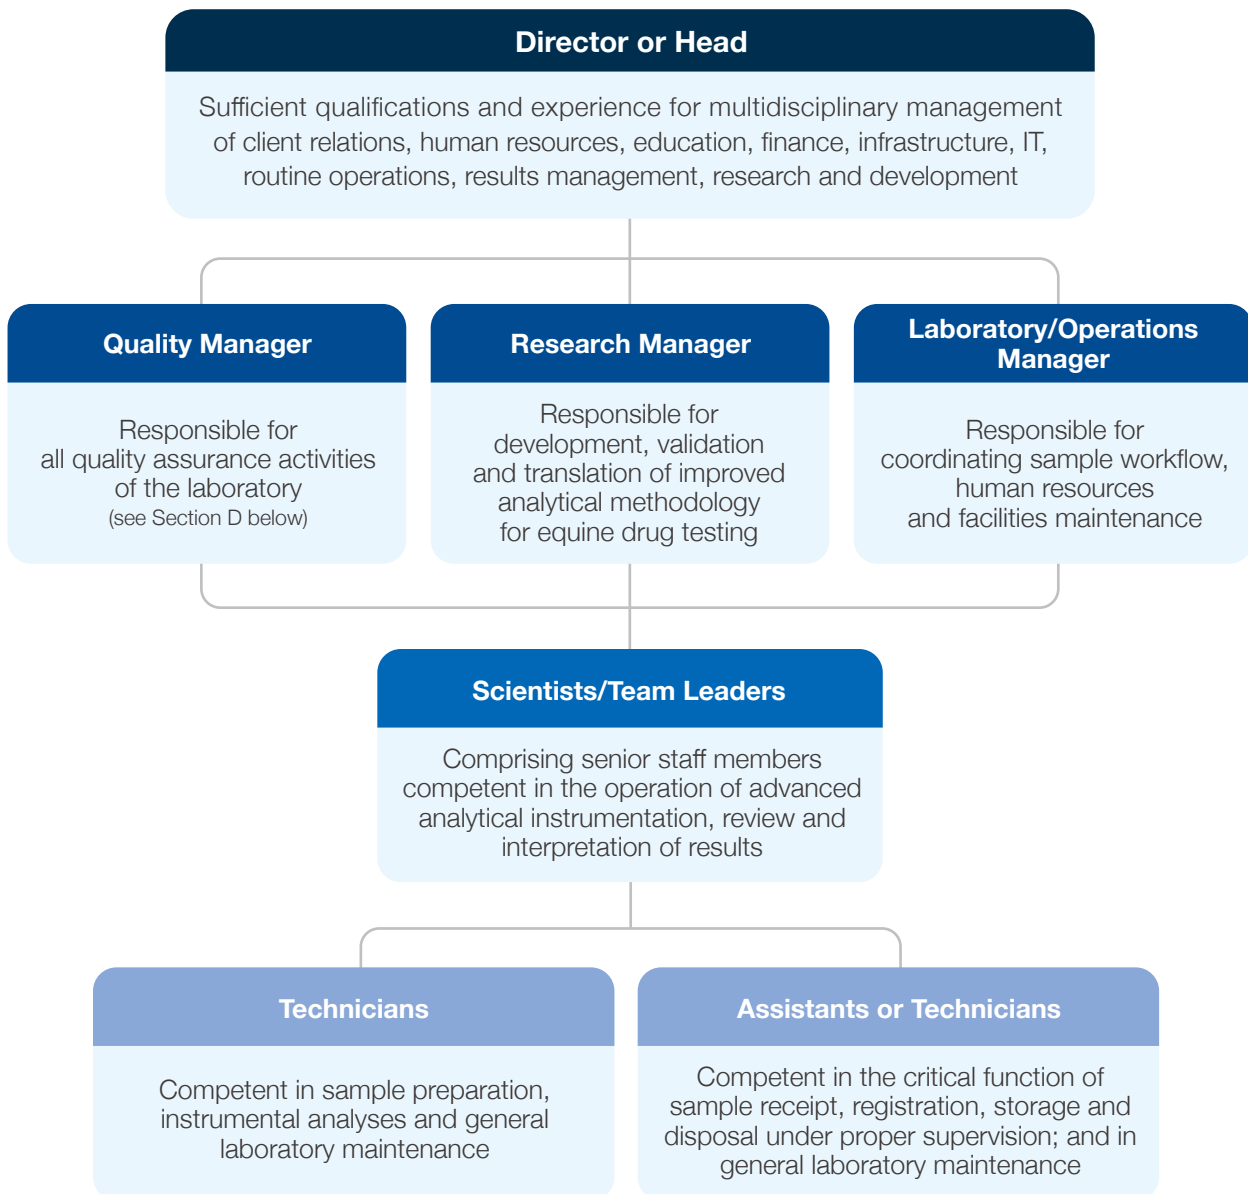 Director or Head
Sufficient qualifications and experience for multidisciplinary management
of client relations, human resources, education, finance, infrastructure, IT,
routine operations, results management, research and development
Quality Manager
Responsible for
all quality assurance activities
of the laboratory
(see Section D below)
Research Manager
Responsible for
development, validation
and translation of improved
analytical methodology
for equine drug testing
Laboratory/Operations
Manager
Responsible for
coordinating sample workflow,
human resources
and facilities maintenance
Scientists/Team Leaders
Comprising senior staff members
competent in the operation of advanced
analytical instrumentation, review and
interpretation of results
Technicians
Competent in sample preparation,
instrumental analyses and general
laboratory maintenance
Assistants or Technicians
Competent in the critical function of
sample receipt, registration, storage and
disposal under proper supervision; and in
general laboratory maintenance